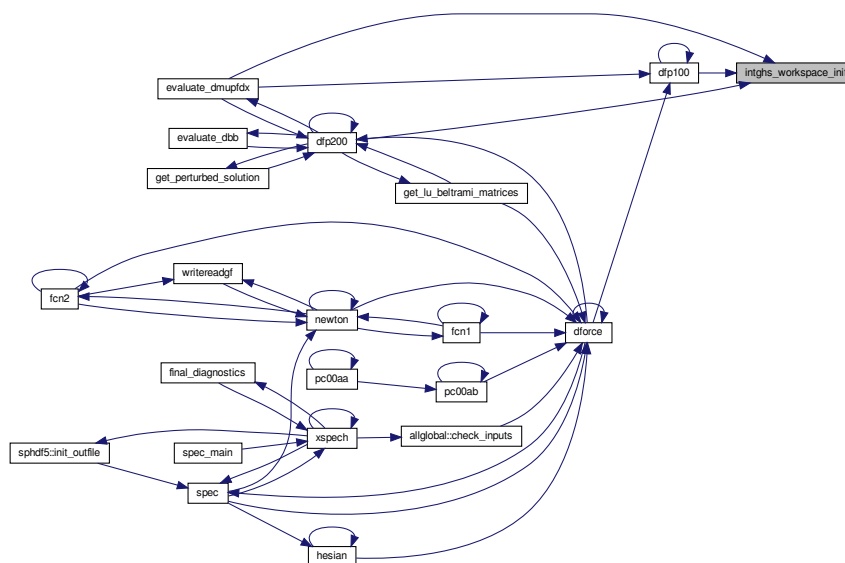 dfp100
intghs_workspace_ini
evaluate_dmupfdx
evaluate_dbb
dfp200
get_perturbed_solution
get_lu_beltrami_matrices
writereadgf
fcn2
newton
fcn1
dforce
final_diagnostics
pc00aa
pc00ab
allglobal::check_inputs
xspech
sphdf5::init_outfile
spec_main
spec
hesian